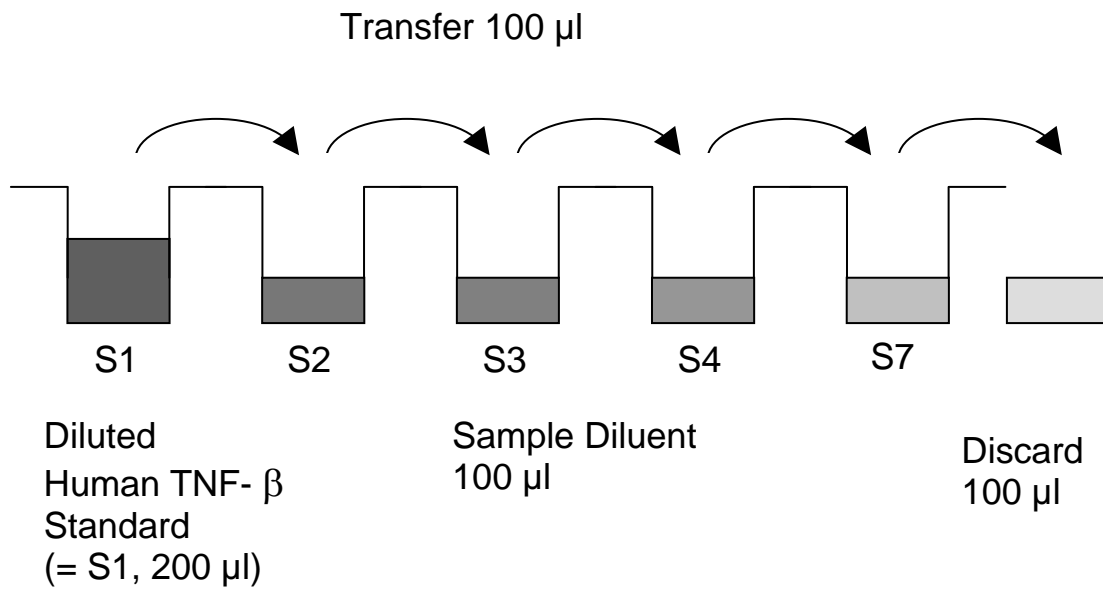 Transfer 100 µl
S1
S2
S3
S4
S7
Diluted
Human TNF- β
Standard
(= S1, 200 µl)
Sample Diluent
100 µl
Discard
100 µl